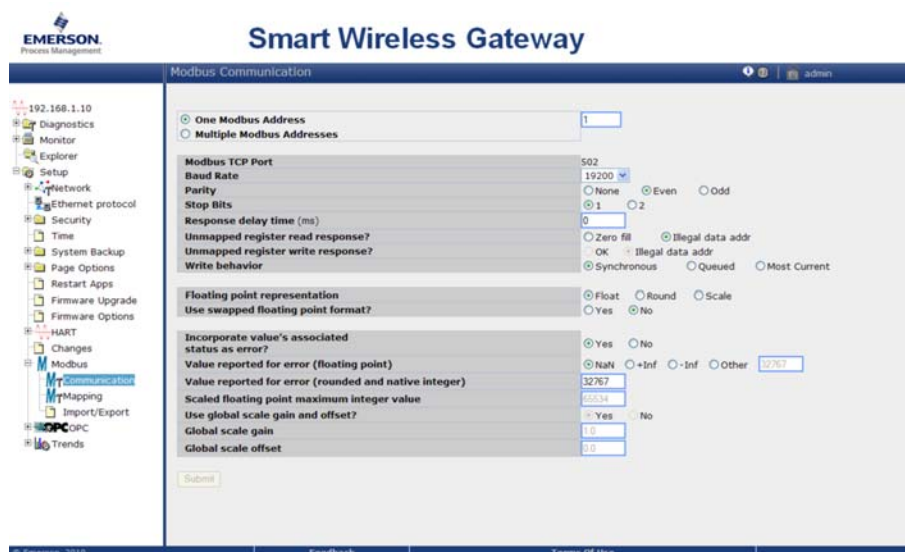 EMERSON.
Process Management
Smart Wireless Gateway
Modbus Communication
admin
192.168.1.10
Diagnostics
Monitor
Explorer
Setup
Network
Ethernet protocol
Security
Time
System Backup
Page Options
Restart Apps
Firmware Upgrade
Firmware Options
HART
Changes
Modbus
Communication
Mapping
Import/Export
OPC OPC
Trends
One Modbus Address 1
Multiple Modbus Addresses
Modbus TCP Port 502
Baud Rate 19200
Parity None Even Odd
Stop Bits 1 2
Response delay time (ms) 0
Unmapped register read response? Zero fill Illegal data addr
Unmapped register write response? OK Illegal data addr
Write behavior Synchronous Queued Most Current
Floating point representation Float Round Scale
Use swapped floating point format? Yes No
Incorporate value's associated
status as error? Yes No
Value reported for error (floating point) NaN +Inf -Inf Other 32767
Value reported for error (rounded and native integer) 32767
Scaled floating point maximum integer value 65534
Use global scale gain and offset? Yes No
Global scale gain 1.0
Global scale offset 0.0
Submit
© Emerson, 2010 Feedback Terms Of Use